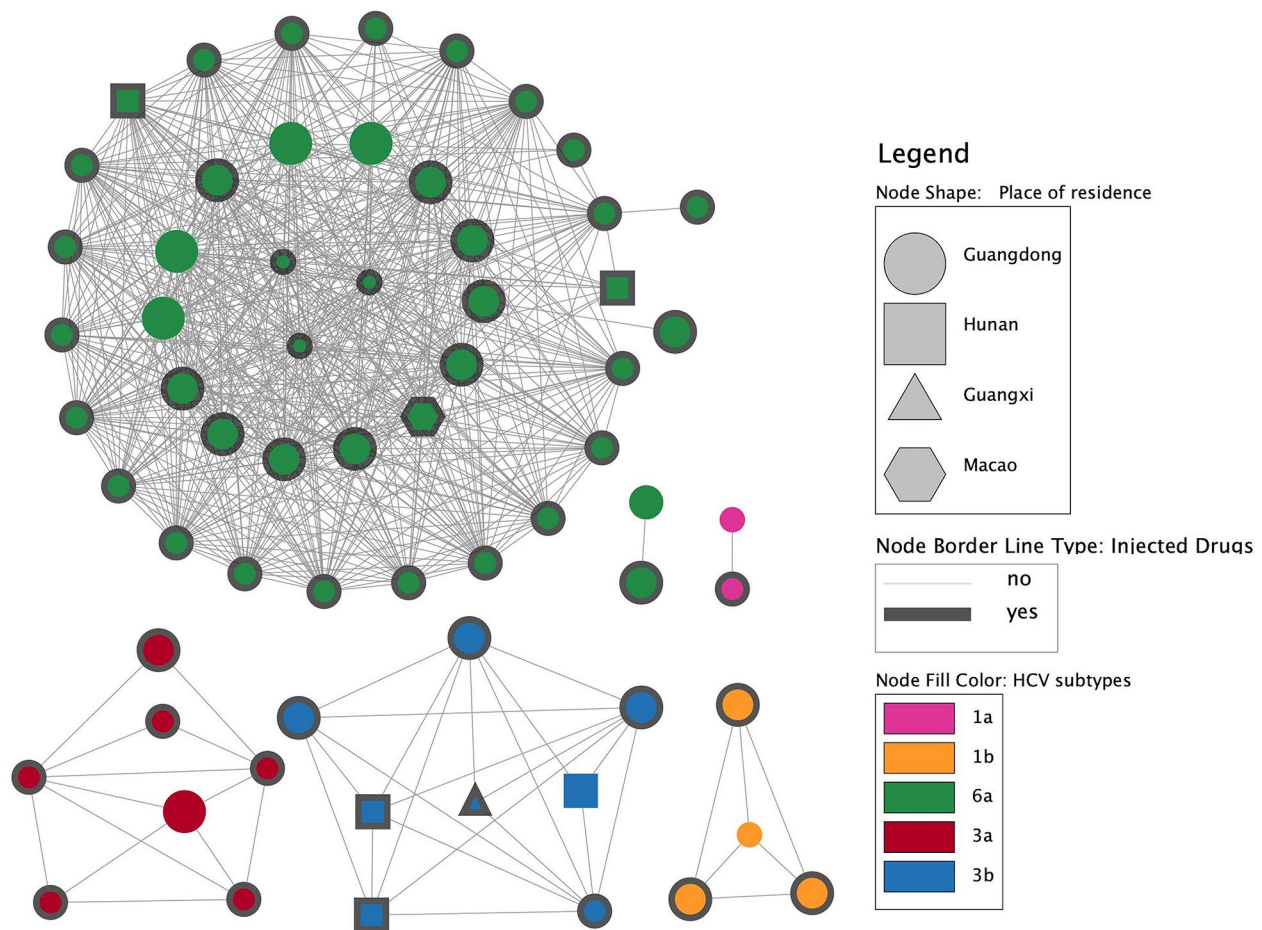 Legend
Node Shape: Place of residence
Guangdong
Hunan
Guangxi
Macao
Node Border Line Type: Injected Drugs
no
yes
Node Fill Color: HCV subtypes
1a
1b
6a
3a
3b